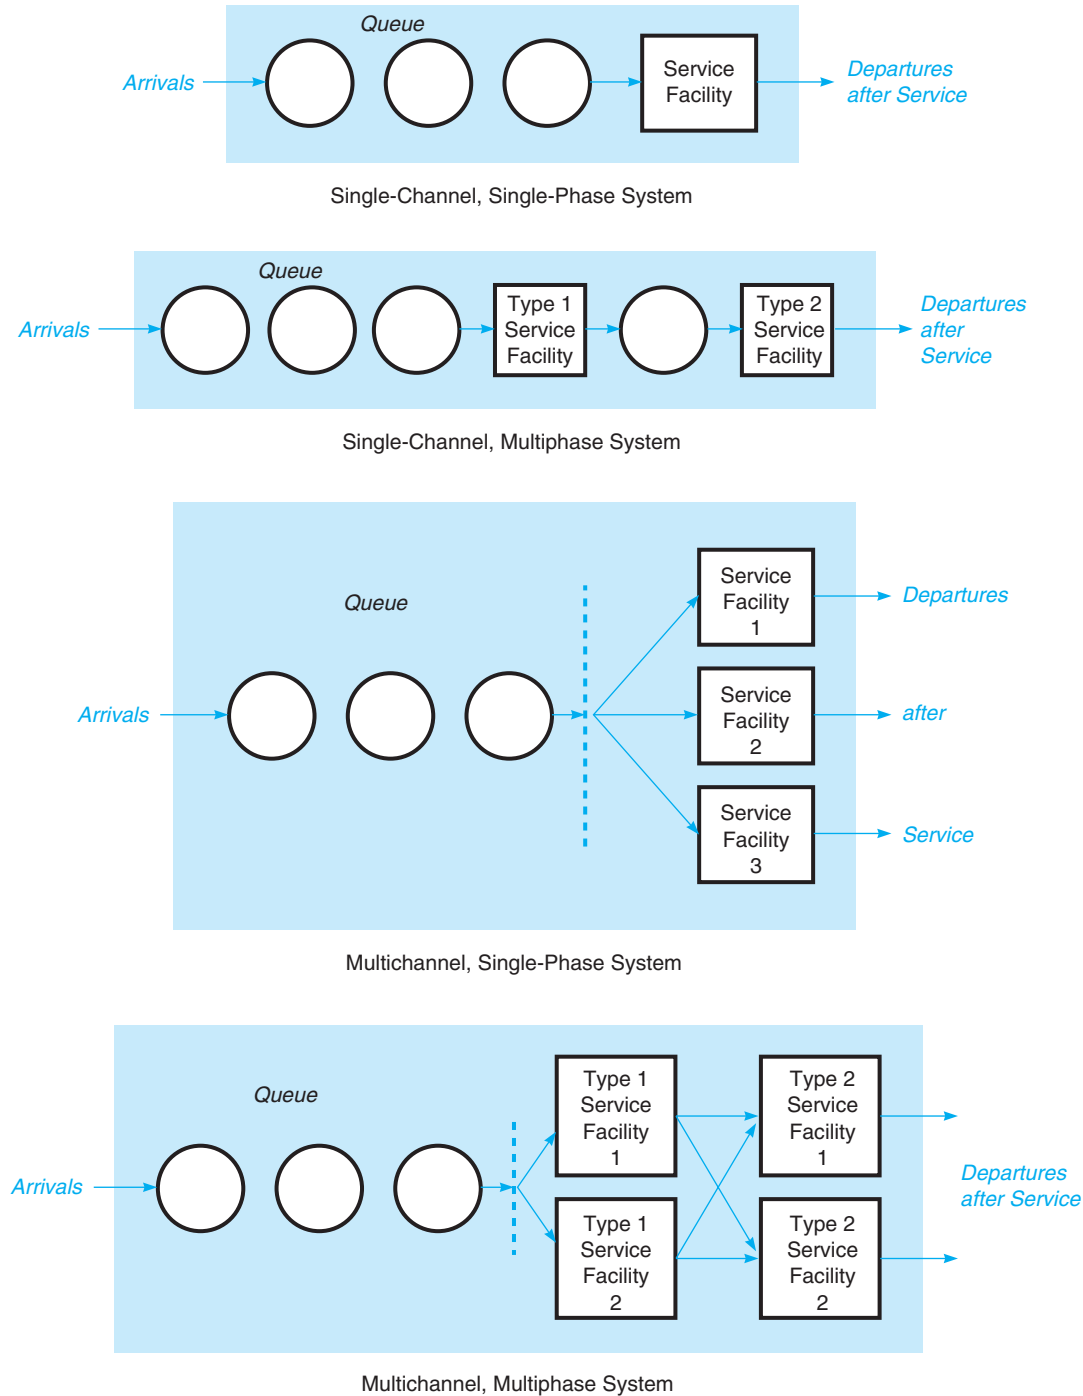 Queue
Arrivals
Service
Facility
Departures
after Service
Single-Channel, Single-Phase System
Queue
Arrivals
Type 1
Service
Facility
Type 2
Service
Facility
Departures
after
Service
Single-Channel, Multiphase System
Queue
Arrivals
Service
Facility
1
Departures
Service
Facility
2
after
Service
Facility
3
Service
Multichannel, Single-Phase System
Queue
Arrivals
Type 1
Service
Facility
1
Type 2
Service
Facility
1
Type 1
Service
Facility
2
Type 2
Service
Facility
2
Departures
after Service
Multichannel, Multiphase System